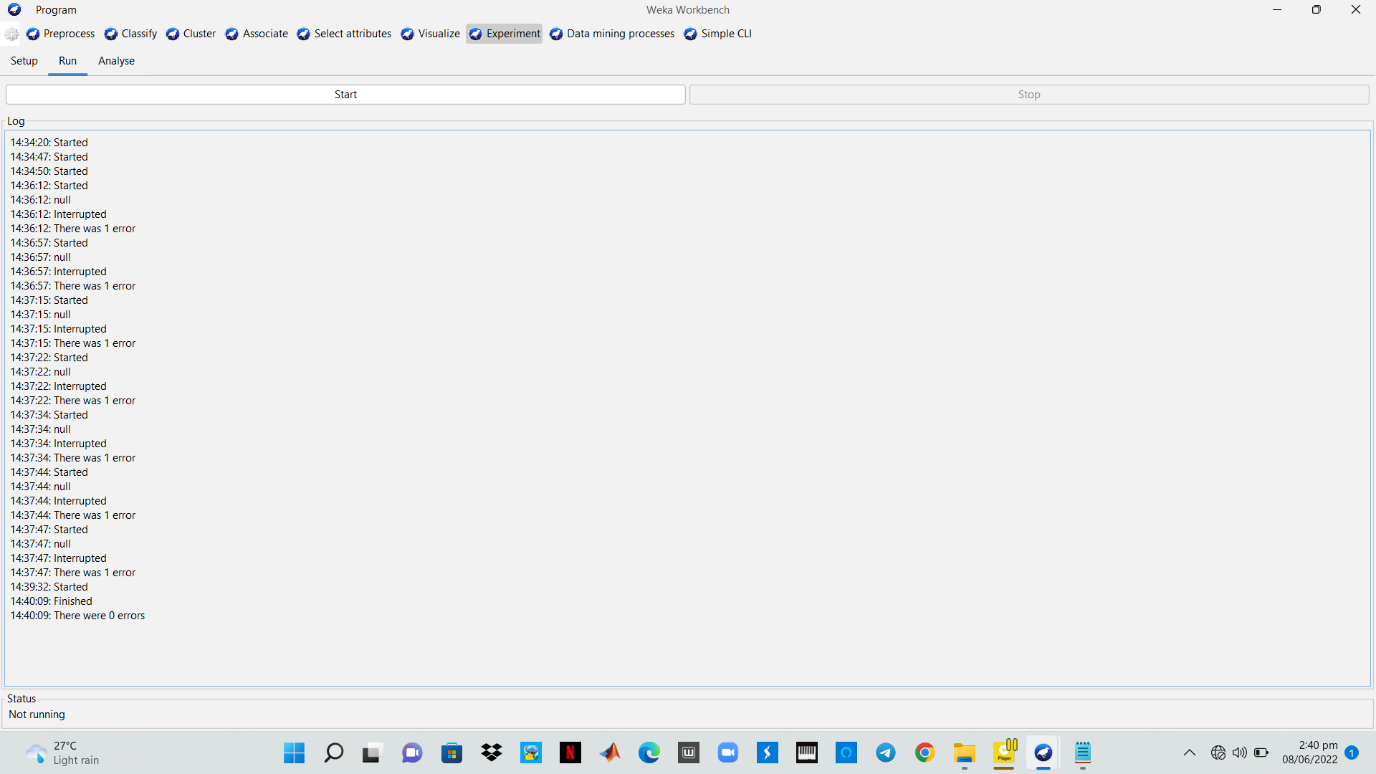 Program
Weka Workbench
Preprocess Classify Cluster Associate Select attributes Visualize Experiment Data mining processes Simple CLI
Setup Run Analyse
Start Stop
Log
14:34:20: Started
14:34:47: Started
14:34:50: Started
14:36:12: Started
14:36:12: null
14:36:12: Interrupted
14:36:12: There was 1 error
14:36:57: Started
14:36:57: null
14:36:57: Interrupted
14:36:57: There was 1 error
14:37:15: Started
14:37:15: null
14:37:15: Interrupted
14:37:15: There was 1 error
14:37:22: Started
14:37:22: null
14:37:22: Interrupted
14:37:22: There was 1 error
14:37:34: Started
14:37:34: null
14:37:34: Interrupted
14:37:34: There was 1 error
14:37:44: Started
14:37:44: null
14:37:44: Interrupted
14:37:44: There was 1 error
14:37:47: Started
14:37:47: null
14:37:47: Interrupted
14:37:47: There was 1 error
14:39:32: Started
14:40:09: Finished
14:40:09: There were 0 errors
Status
Not running
27°C
Light rain
N
W
Player
2:40 pm
08/06/2022
1